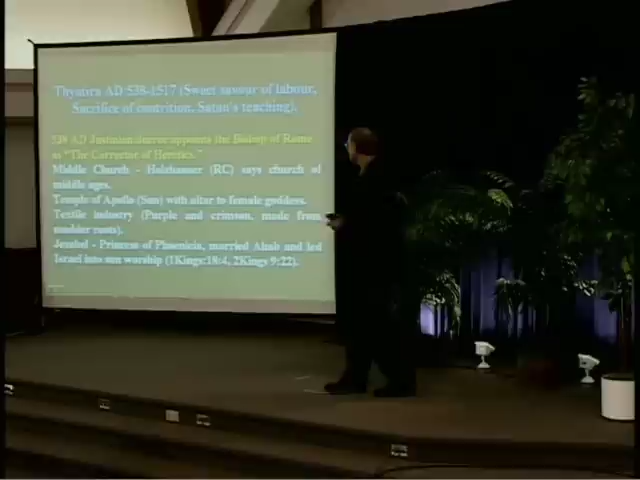 Thyatira AD 538-1517 (Sweet savour of labour,
Sacrifice of contrition, Satan's teaching).
538 AD Justinian decree appoints the Bishop of Rome
as "The Corrector of Heretics."
Middle Church - Holzhauser (RC) says church of
middle ages.
Temple of Apollo (Sun) with altar to female goddess.
Textile industry (Purple and crimson, made from
madder roots).
Jezebel - Princess of Phoenicia, married Ahab and led
Israel into sun worship (1Kings:18:4, 2Kings 9:22).